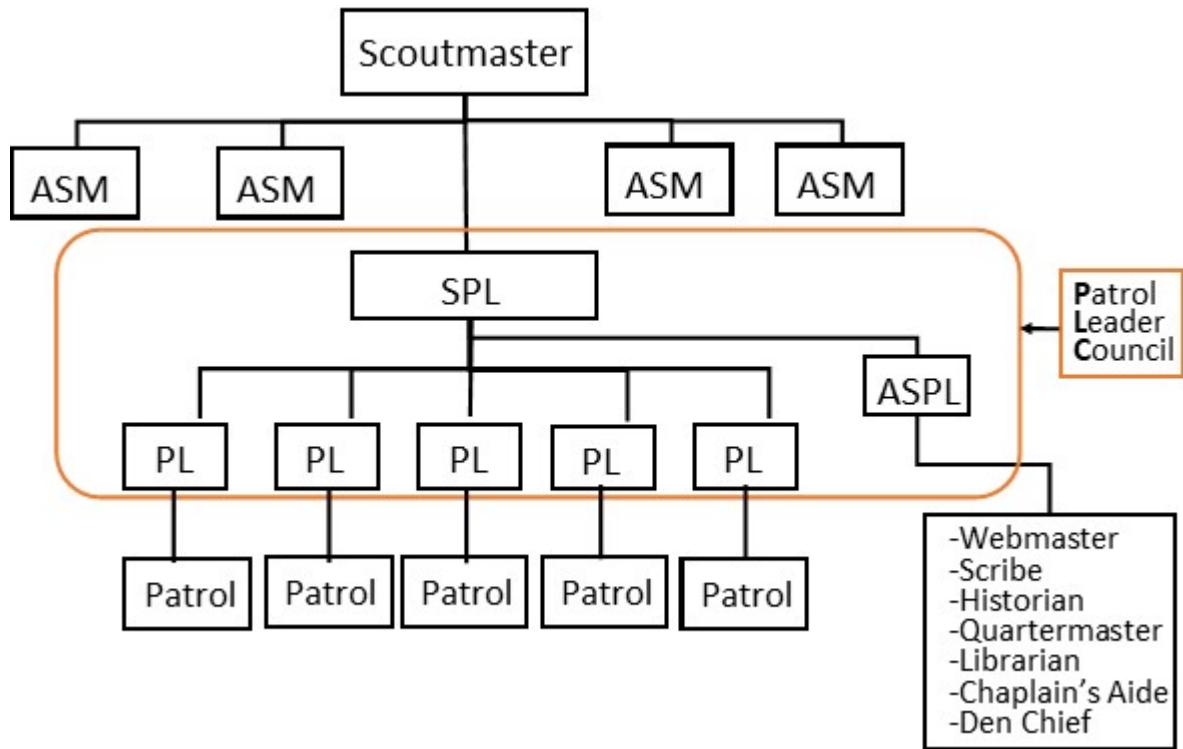 Scoutmaster
ASM
ASM
ASM
ASM
SPL
Patrol
Leader
Council
ASPL
PL
PL
PL
PL
PL
Patrol
Patrol
Patrol
Patrol
Patrol
-Webmaster
-Scribe
-Historian
-Quartermaster
-Librarian
-Chaplain’s Aide
-Den Chief